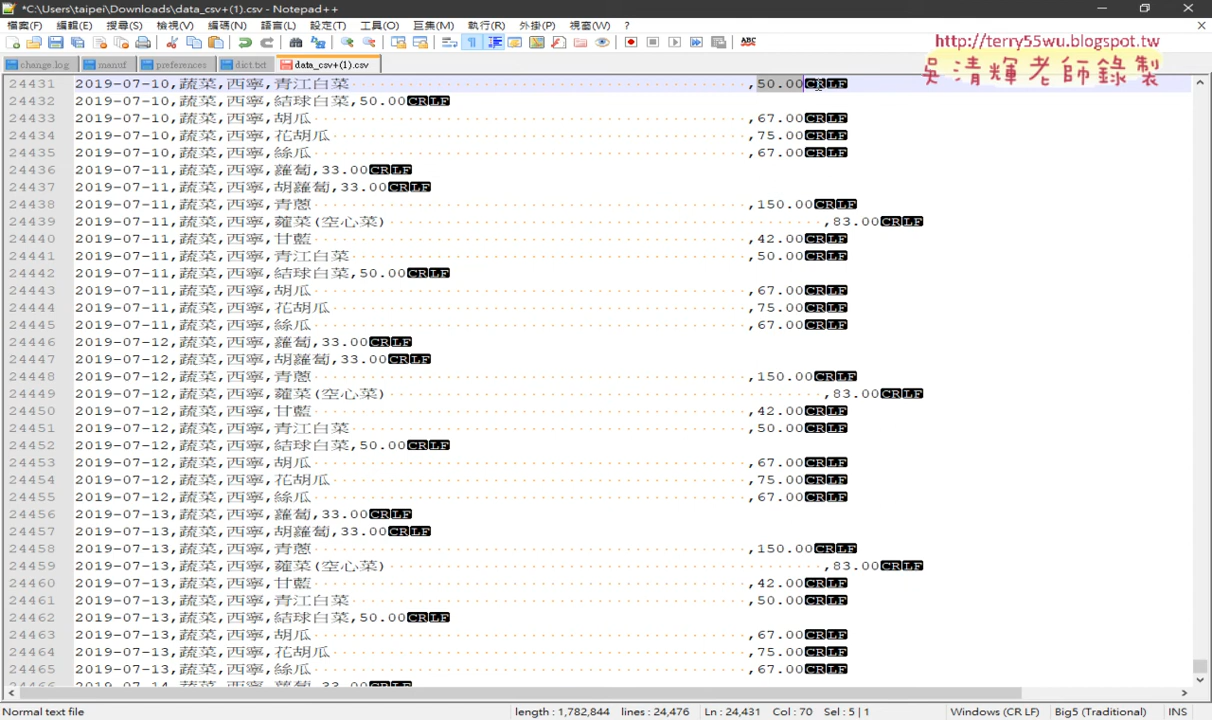 *C:\Users\taipei\Downloads\data_csv+(1).csv - Notepad++
檔案(F) 編輯(E) 搜尋(S) 檢視(V) 編碼(N) 語言(L) 設定(T) 工具(O) 巨集(M) 執行(R) 外掛(P) 視窗(W) ?
http://terry55wu.blogspot.tw
吳清輝老師錄製
change.log manuf preferences dict.txt data_csv+(1).csv
24431 2019-07-10,蔬菜,西寧,青江白菜 ,50.00CRLF
24432 2019-07-10,蔬菜,西寧,結球白菜,50.00CRLF
24433 2019-07-10,蔬菜,西寧,胡瓜 ,67.00CRLF
24434 2019-07-10,蔬菜,西寧,花胡瓜 ,75.00CRLF
24435 2019-07-10,蔬菜,西寧,絲瓜 ,67.00CRLF
24436 2019-07-11,蔬菜,西寧,蘿蔔,33.00CRLF
24437 2019-07-11,蔬菜,西寧,胡蘿蔔,33.00CRLF
24438 2019-07-11,蔬菜,西寧,青蔥 ,150.00CRLF
24439 2019-07-11,蔬菜,西寧,蕹菜(空心菜) ,83.00CRLF
24440 2019-07-11,蔬菜,西寧,甘藍 ,42.00CRLF
24441 2019-07-11,蔬菜,西寧,青江白菜 ,50.00CRLF
24442 2019-07-11,蔬菜,西寧,結球白菜,50.00CRLF
24443 2019-07-11,蔬菜,西寧,胡瓜 ,67.00CRLF
24444 2019-07-11,蔬菜,西寧,花胡瓜 ,75.00CRLF
24445 2019-07-11,蔬菜,西寧,絲瓜 ,67.00CRLF
24446 2019-07-12,蔬菜,西寧,蘿蔔,33.00CRLF
24447 2019-07-12,蔬菜,西寧,胡蘿蔔,33.00CRLF
24448 2019-07-12,蔬菜,西寧,青蔥 ,150.00CRLF
24449 2019-07-12,蔬菜,西寧,蕹菜(空心菜) ,83.00CRLF
24450 2019-07-12,蔬菜,西寧,甘藍 ,42.00CRLF
24451 2019-07-12,蔬菜,西寧,青江白菜 ,50.00CRLF
24452 2019-07-12,蔬菜,西寧,結球白菜,50.00CRLF
24453 2019-07-12,蔬菜,西寧,胡瓜 ,67.00CRLF
24454 2019-07-12,蔬菜,西寧,花胡瓜 ,75.00CRLF
24455 2019-07-12,蔬菜,西寧,絲瓜 ,67.00CRLF
24456 2019-07-13,蔬菜,西寧,蘿蔔,33.00CRLF
24457 2019-07-13,蔬菜,西寧,胡蘿蔔,33.00CRLF
24458 2019-07-13,蔬菜,西寧,青蔥 ,150.00CRLF
24459 2019-07-13,蔬菜,西寧,蕹菜(空心菜) ,83.00CRLF
24460 2019-07-13,蔬菜,西寧,甘藍 ,42.00CRLF
24461 2019-07-13,蔬菜,西寧,青江白菜 ,50.00CRLF
24462 2019-07-13,蔬菜,西寧,結球白菜,50.00CRLF
24463 2019-07-13,蔬菜,西寧,胡瓜 ,67.00CRLF
24464 2019-07-13,蔬菜,西寧,花胡瓜 ,75.00CRLF
24465 2019-07-13,蔬菜,西寧,絲瓜 ,67.00CRLF
24466 2019-07-14,蔬菜,西寧,蘿蔔,33.00CRLF
Normal text file length : 1,782,844 lines : 24,476 Ln : 24,431 Col : 70 Sel : 5 | 1 Windows (CR LF) Big5 (Traditional) INS